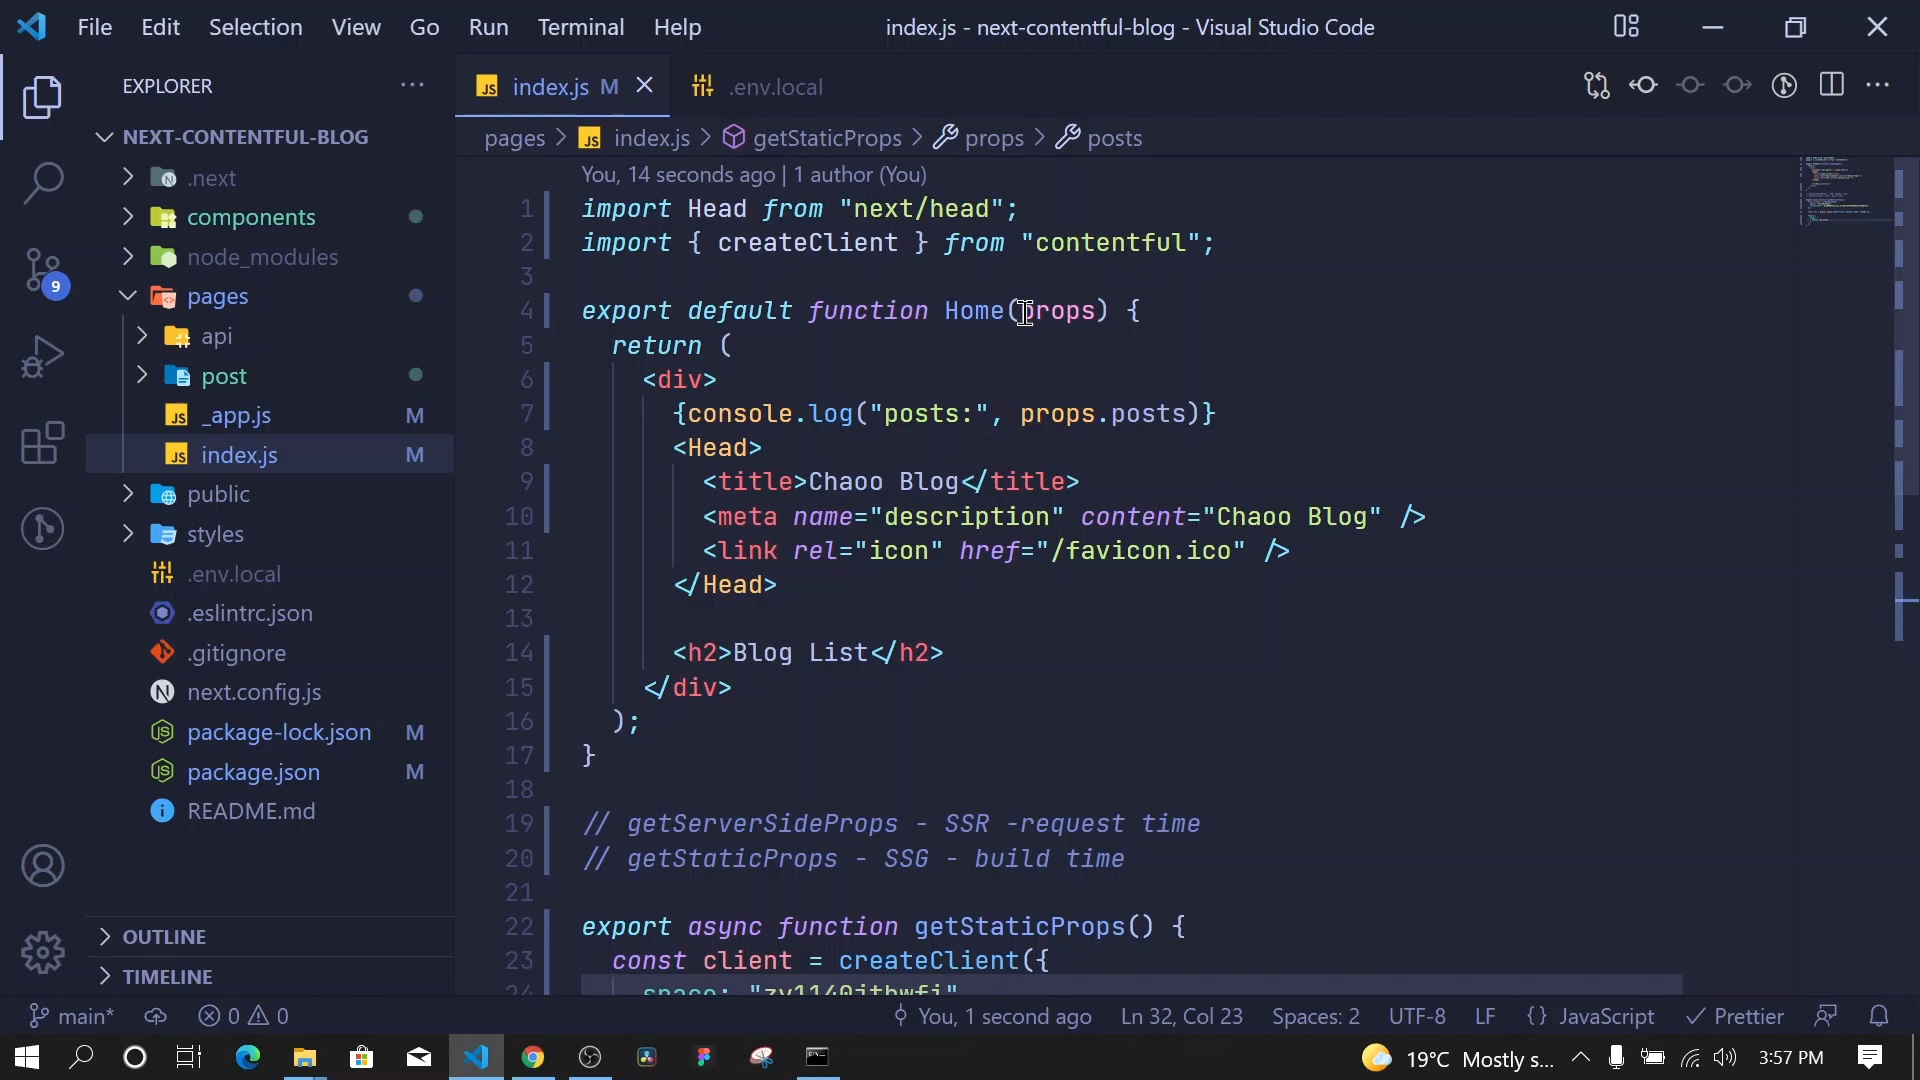 File Edit Selection View Go Run Terminal Help
index.js - next-contentful-blog - Visual Studio Code
EXPLORER
NEXT-CONTENTFUL-BLOG
.next
components
node_modules
pages
api
post
_app.js M
index.js M
public
styles
.env.local
.eslintrc.json
.gitignore
next.config.js
package-lock.json M
package.json M
README.md
OUTLINE
TIMELINE
9
index.js M
.env.local
pages > index.js > getStaticProps > props > posts
You, 14 seconds ago | 1 author (You)
1 import Head from "next/head";
2 import { createClient } from "contentful";
3
4 export default function Home(props) {
5 return (
6 <div>
7 {console.log("posts:", props.posts)}
8 <Head>
9 <title>Chaoo Blog</title>
10 <meta name="description" content="Chaoo Blog" />
11 <link rel="icon" href="/favicon.ico" />
12 </Head>
13
14 <h2>Blog List</h2>
15 </div>
16 );
17 }
18
19 // getServerSideProps - SSR -request time
20 // getStaticProps - SSG - build time
21
22 export async function getStaticProps() {
23 const client = createClient({
main* 0 0 You, 1 second ago Ln 32, Col 23 Spaces: 2 UTF-8 LF {} JavaScript Prettier
19°C Mostly s... 3:57 PM